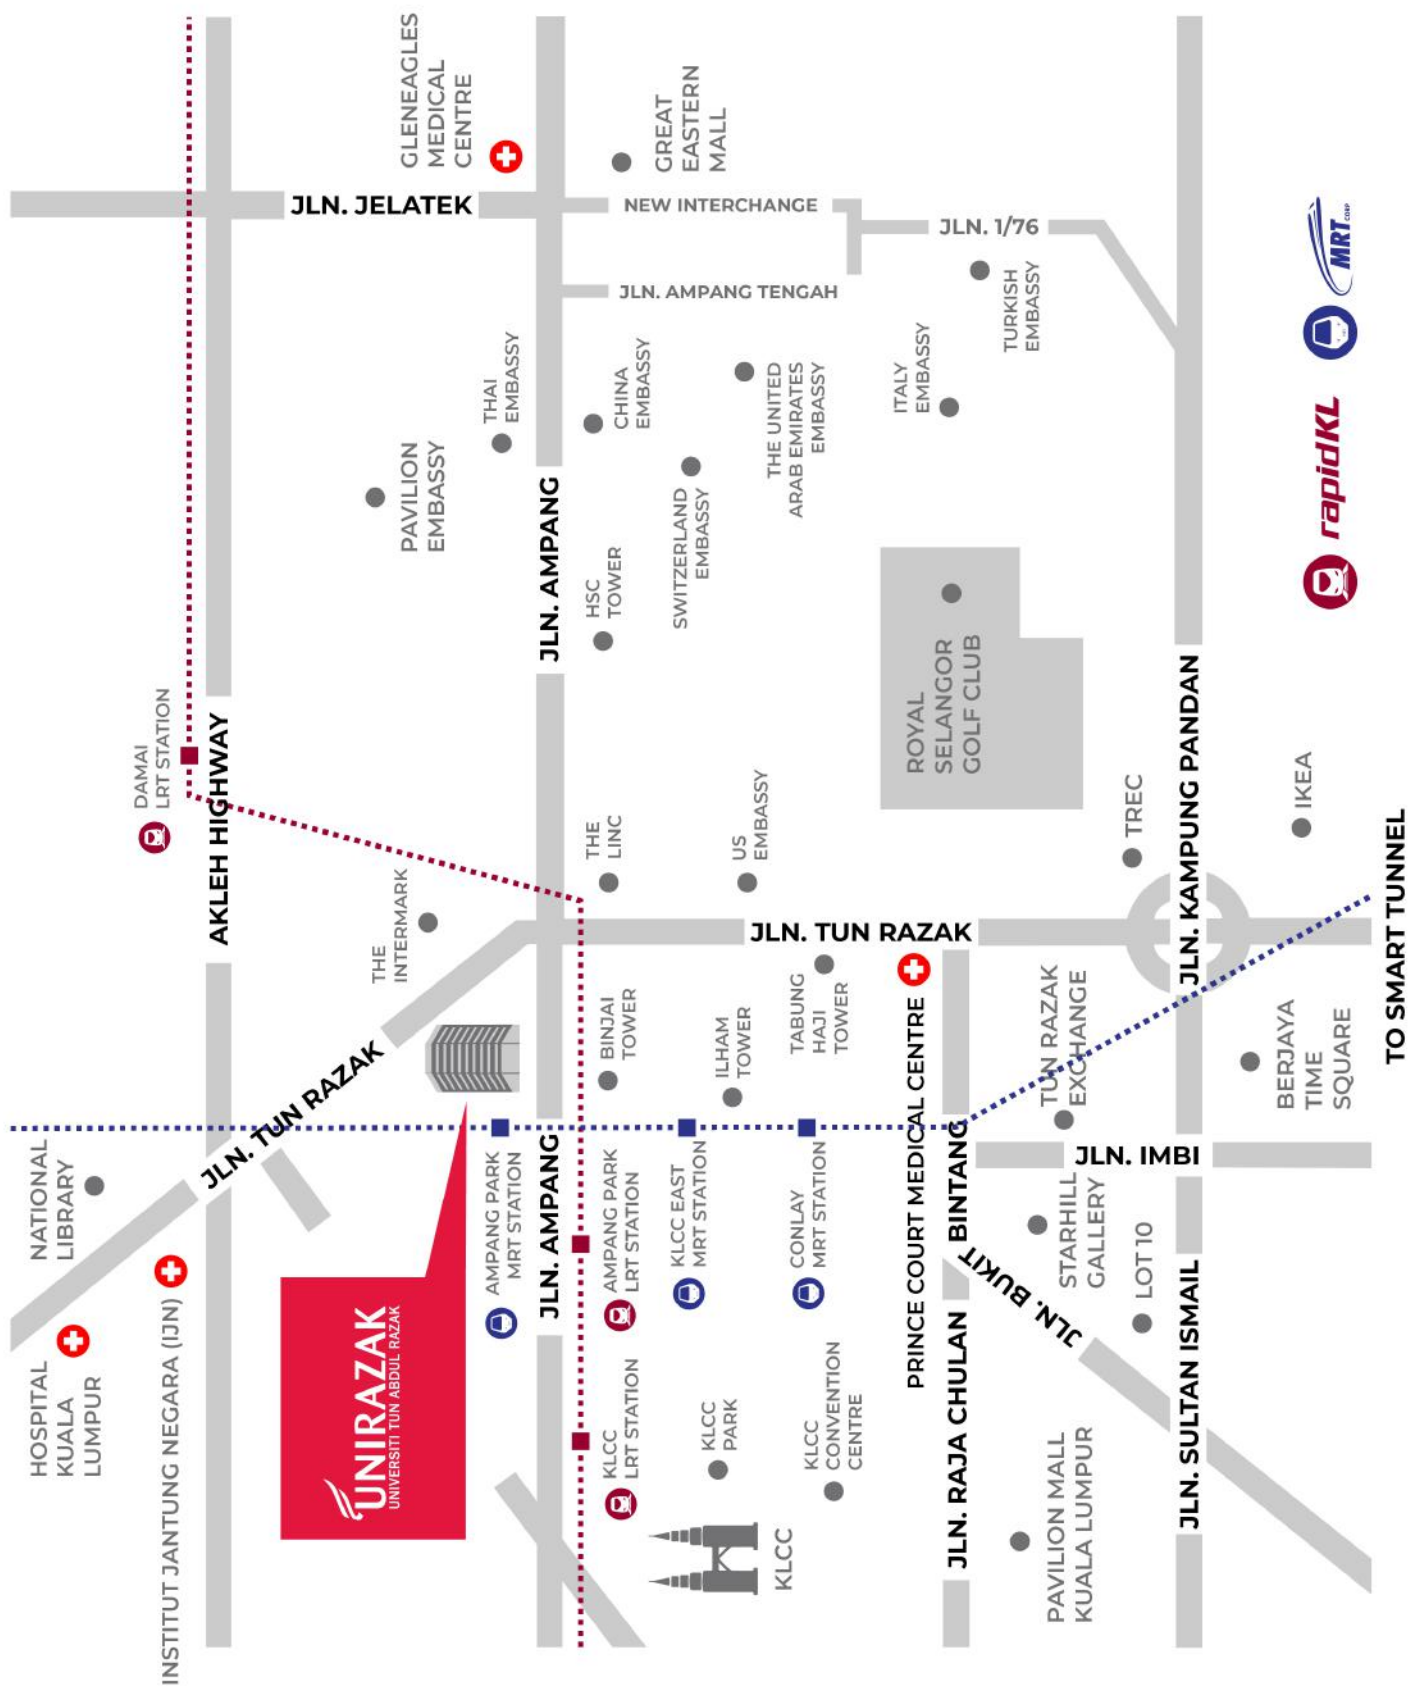 HOSPITAL
KUALA
LUMPUR
NATIONAL
LIBRARY
INSTITUT JANTUNG NEGARA (IJN)
DAMAI
LRT STATION
AKLEH HIGHWAY
JLN. TUN RAZAK
THE
INTERMARK
JLN. JELATEK
GLENEAGLES
MEDICAL
CENTRE
PAVILION
EMBASSY
THAI
EMBASSY
UNIRAZAK
UNIVERSITI TUN ABDUL RAZAK
AMPANG PARK
MRT STATION
JLN. AMPANG
JLN. AMPANG
KLCC
LRT STATION
AMPANG PARK
LRT STATION
BINJAI
TOWER
THE
LINC
HSC
TOWER
CHINA
EMBASSY
GREAT
EASTERN
MALL
NEW INTERCHANGE
JLN. AMPANG TENGAH
JLN. 1/76
KLCC EAST
MRT STATION
SWITZERLAND
EMBASSY
KLCC
PARK
ILHAM
TOWER
US
EMBASSY
THE UNITED
ARAB EMIRATES
EMBASSY
KLCC
KLCC
CONVENTION
CENTRE
CONLAY
MRT STATION
TABUNG
HAJI
TOWER
JLN. TUN RAZAK
ITALY
EMBASSY
TURKISH
EMBASSY
PRINCE COURT MEDICAL CENTRE
ROYAL
SELANGOR
GOLF CLUB
JLN. RAJA CHULAN
JLN. BUKIT BINTANG
PAVILION MALL
KUALA LUMPUR
STARHILL
GALLERY
TUN RAZAK
EXCHANGE
JLN. IMBI
LOT 10
TREC
JLN. SULTAN ISMAIL
JLN. KAMPUNG PANDAN
BERJAYA
TIME
SQUARE
IKEA
rapidKL
MRT CORP
TO SMART TUNNEL